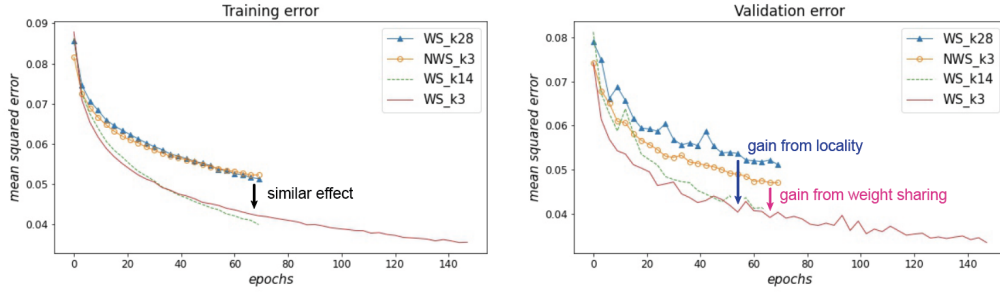 Training error
mean squared error
0.09
0.08
0.07
0.06
0.05
0.04
WS_k28
NWS_k3
WS_k14
WS_k3
similar effect
0 20 40 60 80 100 120 140
epochs
Validation error
mean squared error
0.08
0.07
0.06
0.05
0.04
WS_k28
NWS_k3
WS_k14
WS_k3
gain from locality
gain from weight sharing
0 20 40 60 80 100 120 140
epochs